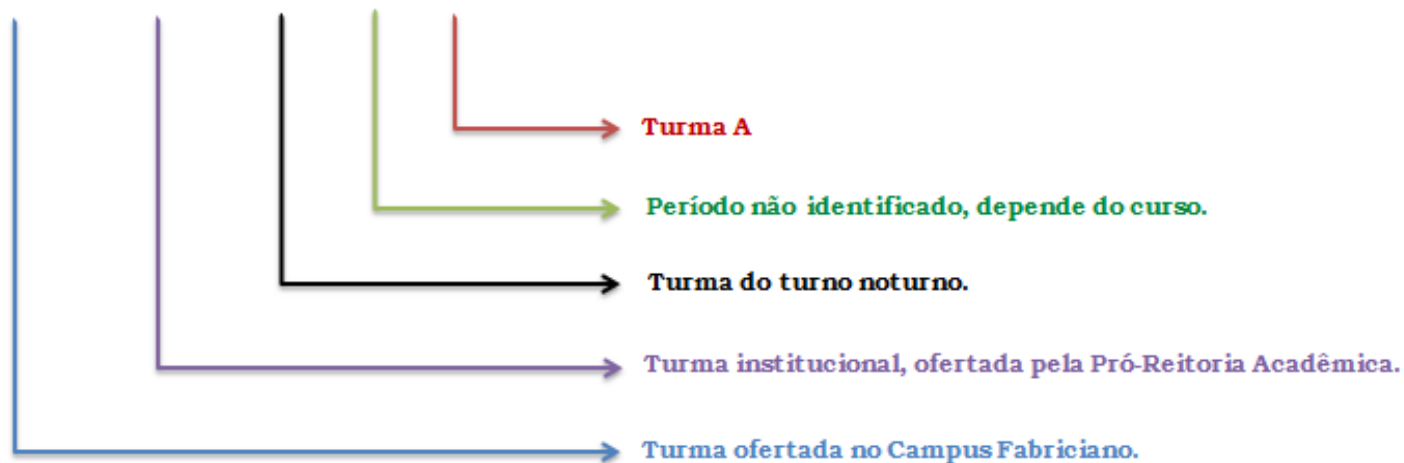 Turma A
Período não identificado, depende do curso.
Turma do turno noturno.
Turma institucional, ofertada pela Pró-Reitoria Acadêmica.
Turma ofertada no Campus Fabriciano.